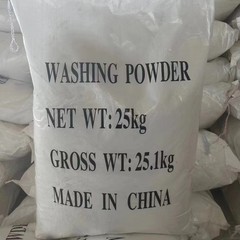 WASHING POWDER
NET WT: 25kg
GROSS WT: 25.1kg
MADE IN CHINA